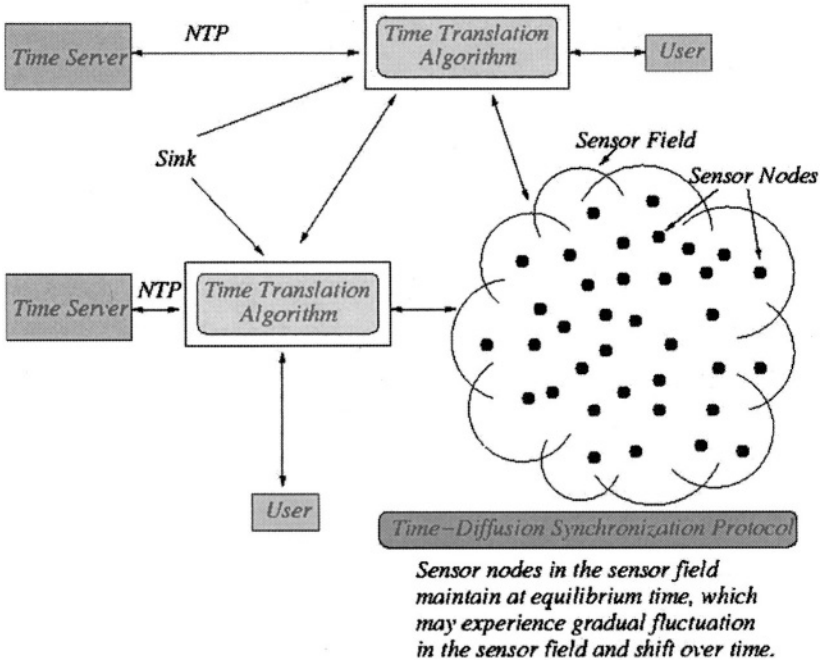 NTP
Time Server
Time Translation
Algorithm
User
Sink
Sensor Field
Sensor Nodes
NTP
Time Server
Time Translation
Algorithm
User
Time-Diffusion Synchronization Protocol
Sensor nodes in the sensor field
maintain at equilibrium time, which
may experience gradual fluctuation
in the sensor field and shift over time.